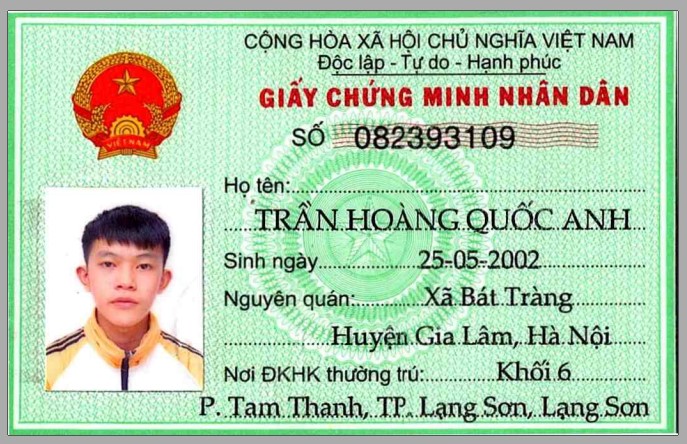 CỘNG HÒA XÃ HỘI CHỦ NGHĨA VIỆT NAM
Độc lập - Tự do - Hạnh phúc
GIẤY CHỨNG MINH NHÂN DÂN
SỐ 082393109
Họ tên:
TRẦN HOÀNG QUỐC ANH
Sinh ngày 25-05-2002
Nguyên quán: Xã Bát Tràng
Huyện Gia Lâm, Hà Nội
Nơi ĐKHK thường trú: Khối 6
P. Tam Thanh, TP. Lạng Sơn, Lạng Sơn
VIỆT NAM